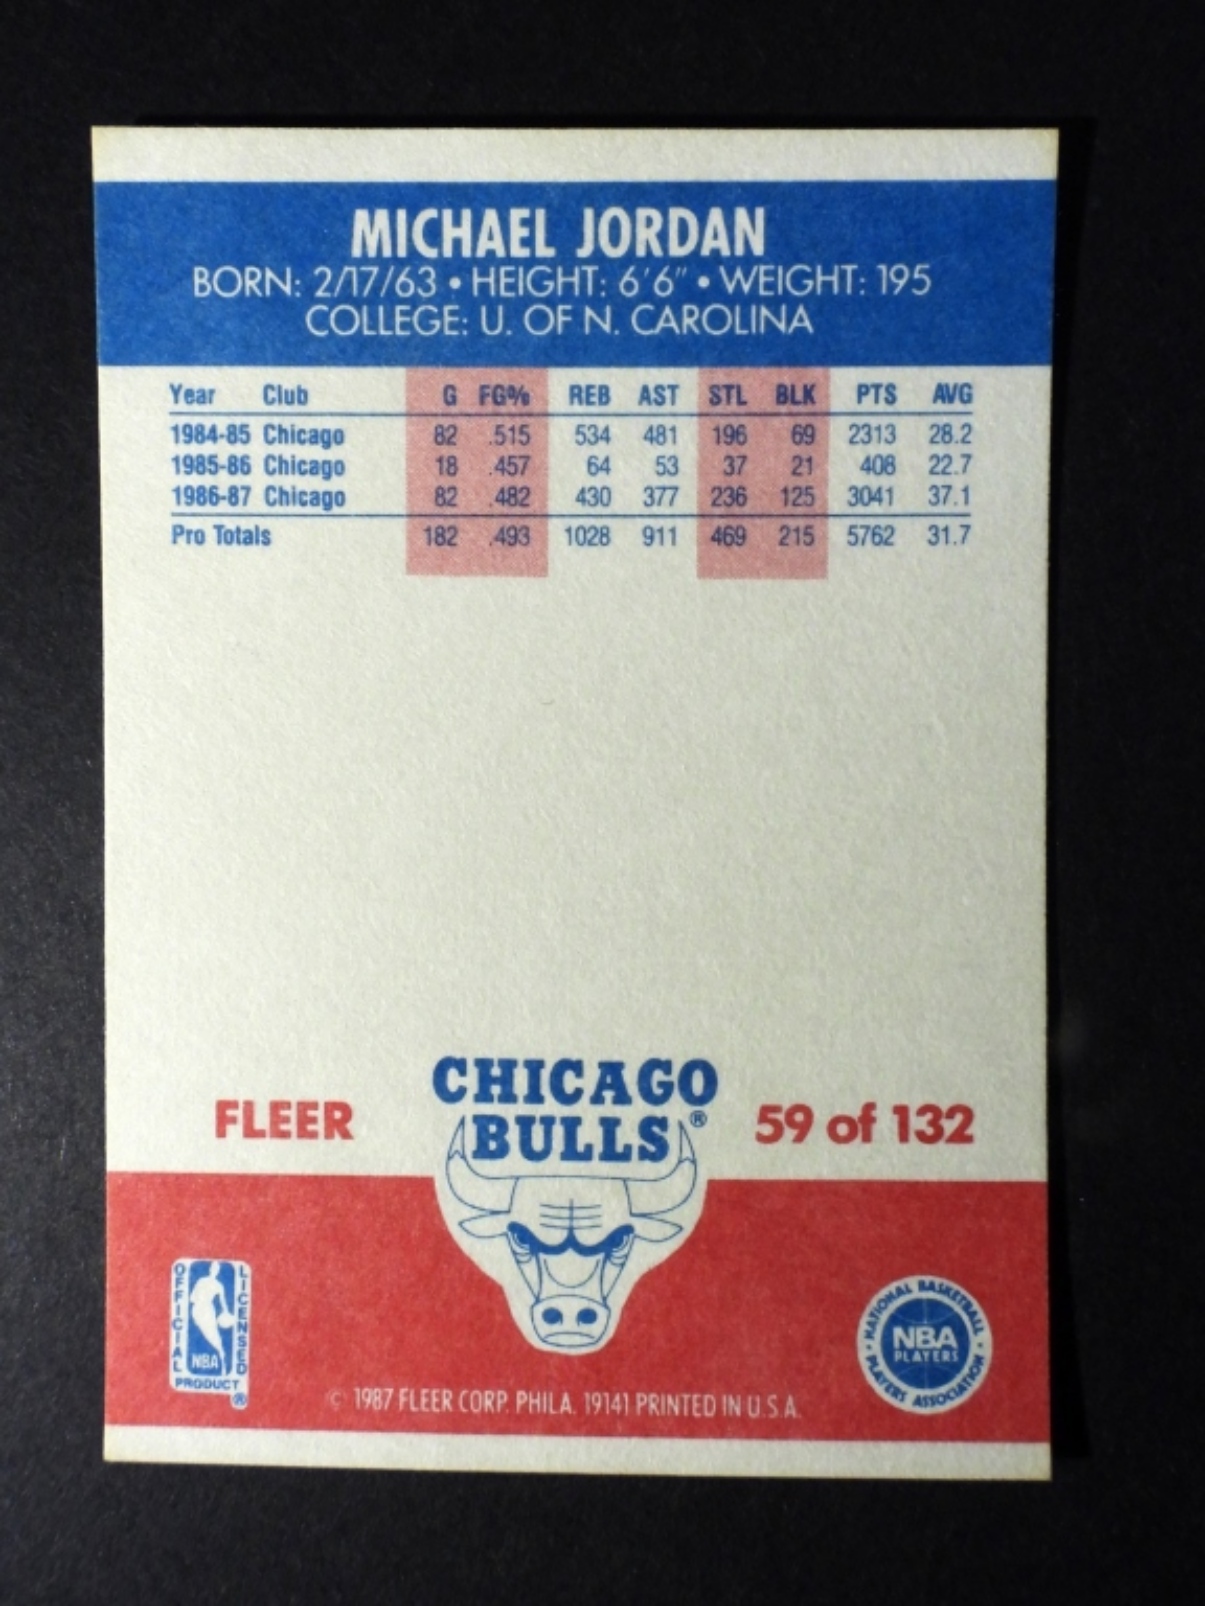 MICHAEL JORDAN
BORN: 2/17/63 • HEIGHT: 6'6" • WEIGHT: 195
COLLEGE: U. OF N. CAROLINA
Year Club G FG% REB AST STL BLK PTS AVG
1984-85 Chicago 82 .515 534 481 196 69 2313 28.2
1985-86 Chicago 18 .457 64 53 37 21 408 22.7
1986-87 Chicago 82 .482 430 377 236 125 3041 37.1
Pro Totals 182 .493 1028 911 469 215 5762 31.7
CHICAGO
BULLS®
FLEER
59 of 132
OFFICIAL
LICENSED
NBA
PRODUCT
®
NATIONAL BASKETBALL
NBA
PLAYERS
PLAYERS ASSOCIATION
© 1987 FLEER CORP. PHILA. 19141 PRINTED IN U.S.A.